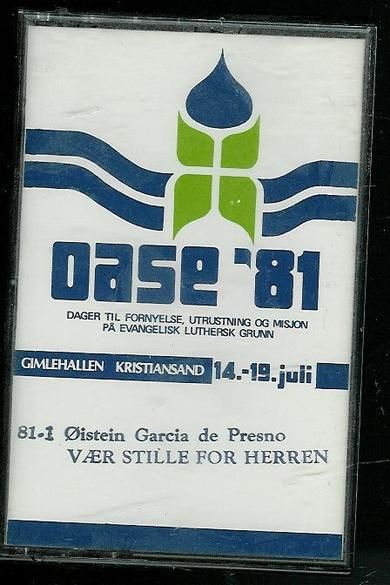 oase '81
DAGER TIL FORNYELSE, UTRUSTNING OG MISJON
PÅ EVANGELISK LUTHERSK GRUNN
GIMLEHALLEN KRISTIANSAND 14.-19. juli
81-1 Øistein Garcia de Presno
VÆR STILLE FOR HERREN